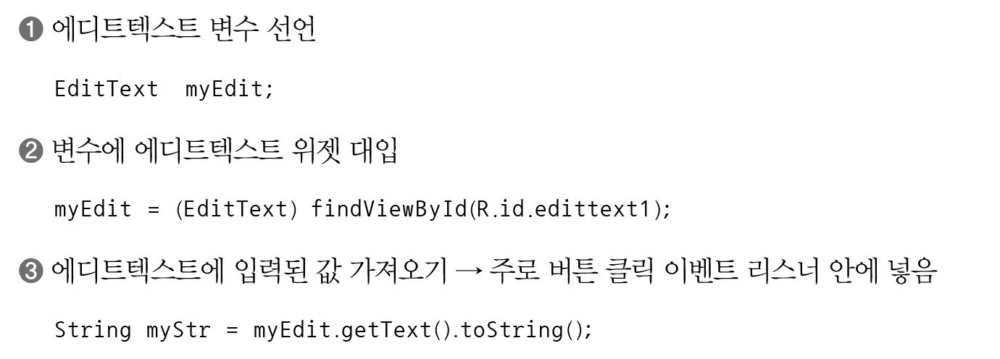 ❶ 에디트텍스트 변수 선언
EditText  myEdit;
❷ 변수에 에디트텍스트 위젯 대입
myEdit = (EditText) findViewById(R.id.edittext1);
❸ 에디트텍스트에 입력된 값 가져오기 → 주로 버튼 클릭 이벤트 리스너 안에 넣음
String myStr = myEdit.getText().toString();